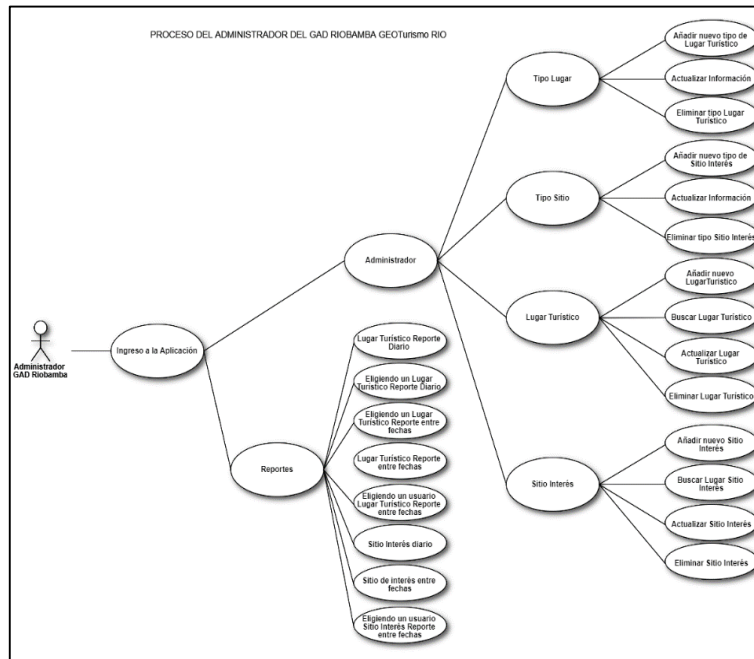 PROCESO DEL ADMINISTRADOR DEL GAD RIOBAMBA GEOTurismo RIO
Administrador
GAD Riobamba
Ingreso a la Aplicación
Administrador
Reportes
Lugar Turístico Reporte
Diario
Eligiendo un Lugar
Turístico Reporte Diario
Eligiendo un Lugar
Turístico Reporte entre
fechas
Lugar Turístico Reporte
entre fechas
Eligiendo un usuario
Lugar Turístico Reporte
entre fechas
Sitio Interés diario
Sitio de interés entre
fechas
Eligiendo un usuario
Sitio Interés Reporte
entre fechas
Tipo Lugar
Añadir nuevo tipo de
Lugar Turístico
Actualizar Información
Eliminar tipo Lugar
Turístico
Tipo Sitio
Añadir nuevo tipo de
Sitio Interés
Actualizar Información
Eliminar tipo Sitio Interés
Lugar Turístico
Añadir nuevo
LugarTuristico
Buscar Lugar Turístico
Actualizar Lugar
Turístico
Eliminar Lugar Turístico
Sitio Interés
Añadir nuevo Sitio
Interés
Buscar Lugar Sitio
Interés
Actualizar Sitio Interés
Eliminar Sitio Interés